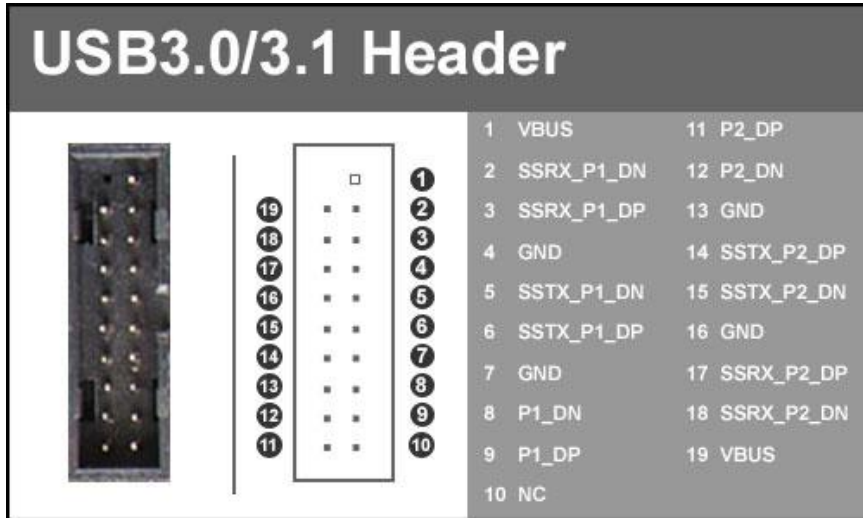 USB3.0/3.1 Header
1 VBUS 11 P2_DP
2 SSRX_P1_DN 12 P2_DN
3 SSRX_P1_DP 13 GND
4 GND 14 SSTX_P2_DP
5 SSTX_P1_DN 15 SSTX_P2_DN
6 SSTX_P1_DP 16 GND
7 GND 17 SSRX_P2_DP
8 P1_DN 18 SSRX_P2_DN
9 P1_DP 19 VBUS
10 NC
1
19 2
18 3
17 4
16 5
15 6
14 7
13 8
12 9
11 10